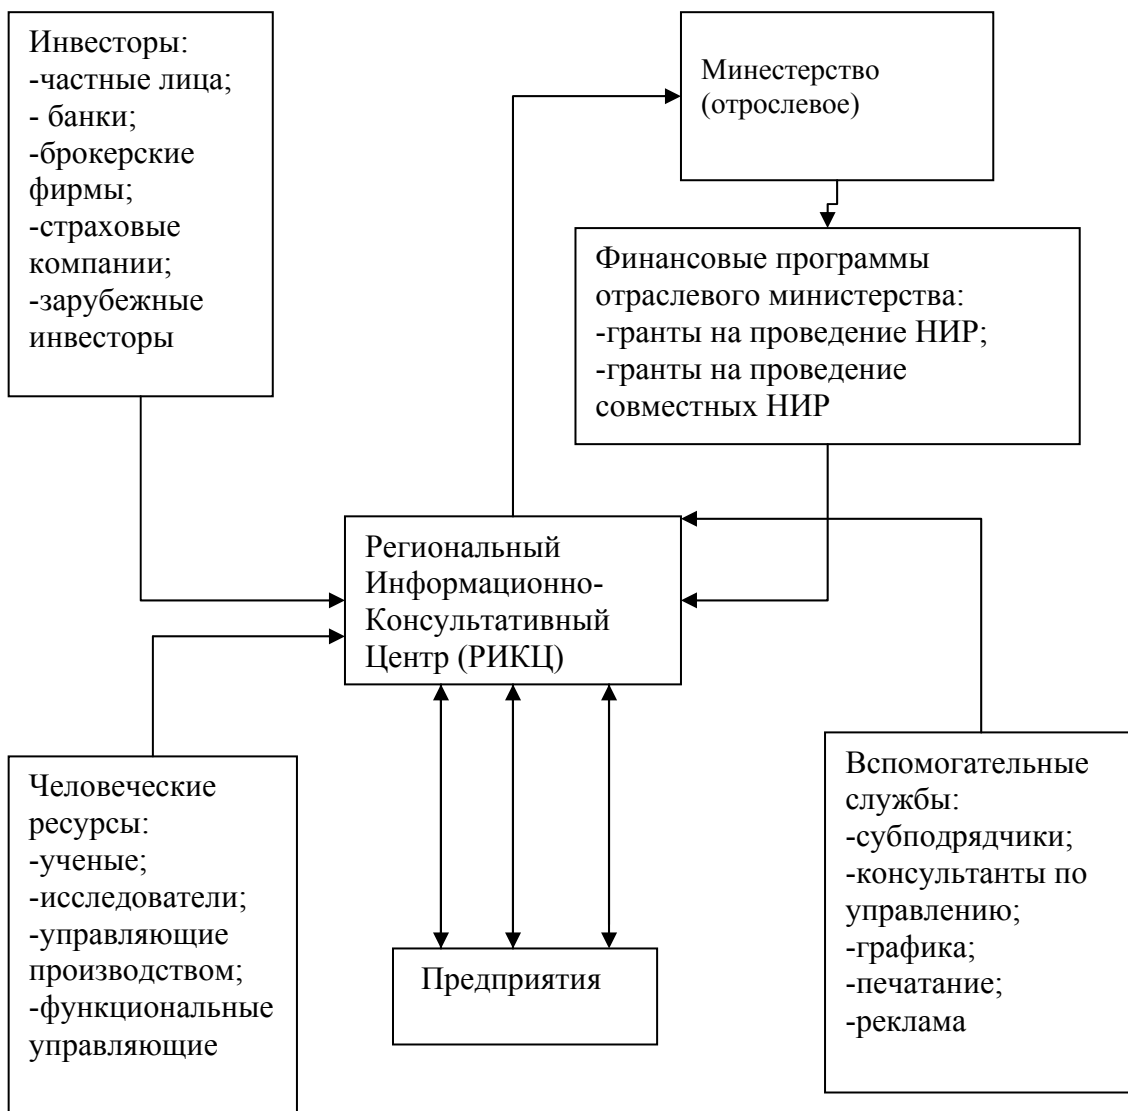 Инвесторы:
-частные лица;
- банки;
-брокерские
фирмы;
-страховые
компании;
-зарубежные
инвесторы
Минестерство
(отрослевое)
Финансовые программы
отраслевого министерства:
-гранты на проведение НИР;
-гранты на проведение
совместных НИР
Региональный
Информационно-
Консультативный
Центр (РИКЦ)
Человеческие
ресурсы:
-ученые;
-исследователи;
-управляющие
производством;
-функциональные
управляющие
Предприятия
Вспомогательные
службы:
-субподрядчики;
-консультанты по
управлению;
-графика;
-печатание;
-реклама